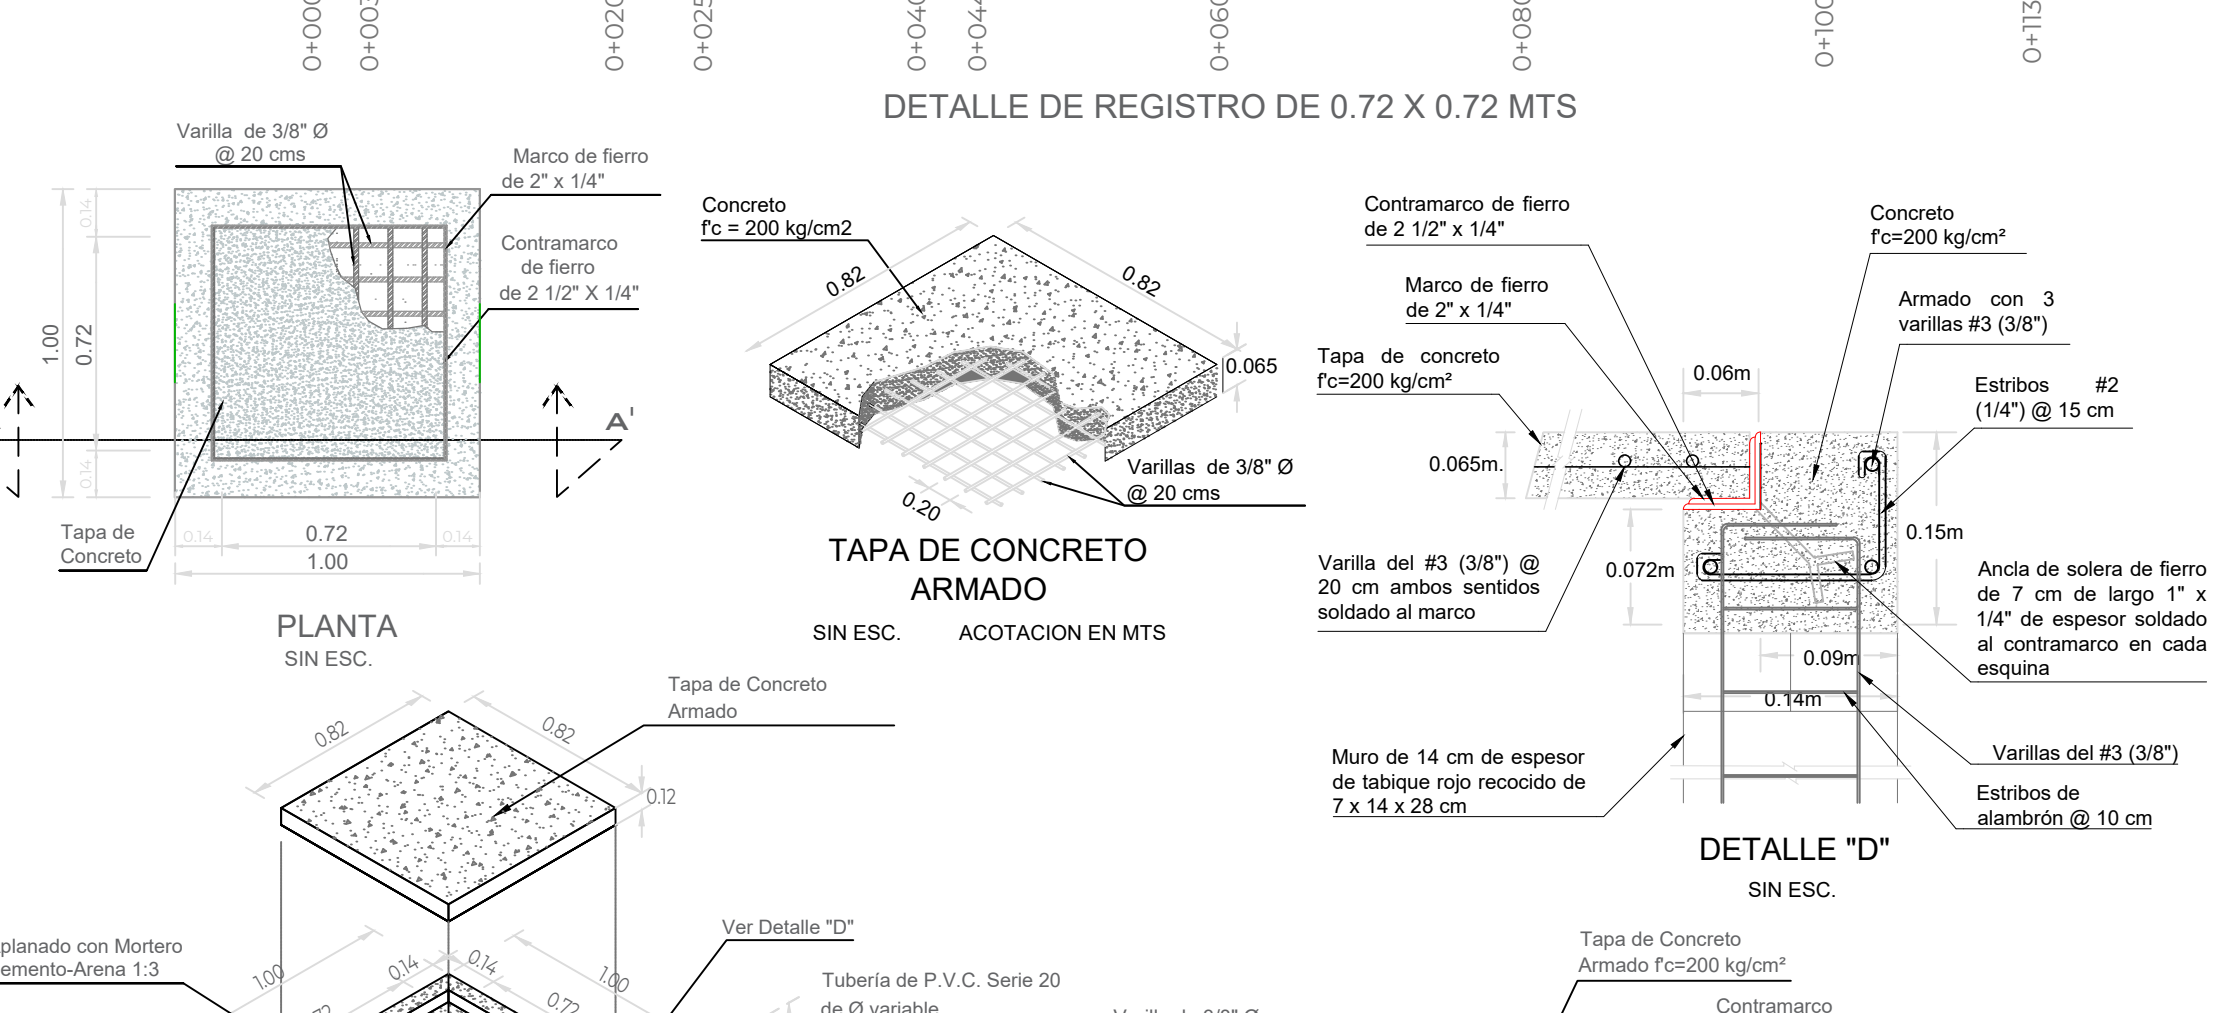 0+000
0+003
0+020
0+025
0+040
0+044
0+060
0+080
0+100
0+113
DETALLE DE REGISTRO DE 0.72 X 0.72 MTS
Varilla de 3/8" Ø
@ 20 cms
Marco de fierro
de 2" x 1/4"
Contramarco
de fierro
de 2 1/2" X 1/4"
0.14
1.00
0.72
0.14
A'
Tapa de
Concreto
0.14
0.72
0.14
1.00
PLANTA
SIN ESC.
Concreto
f'c = 200 kg/cm2
0.82
0.82
0.065
Varillas de 3/8" Ø
@ 20 cms
0.20
TAPA DE CONCRETO
ARMADO
SIN ESC. ACOTACION EN MTS
Contramarco de fierro
de 2 1/2" x 1/4"
Marco de fierro
de 2" x 1/4"
Tapa de concreto
f'c=200 kg/cm²
0.06m
Concreto
f'c=200 kg/cm²
Armado con 3
varillas #3 (3/8")
Estribos #2
(1/4") @ 15 cm
0.065m.
0.15m
0.072m
Varilla del #3 (3/8") @
20 cm ambos sentidos
soldado al marco
Ancla de solera de fierro
de 7 cm de largo 1" x
1/4" de espesor soldado
al contramarco en cada
esquina
0.09m
0.14m
Muro de 14 cm de espesor
de tabique rojo recocido de
7 x 14 x 28 cm
Varillas del #3 (3/8")
Estribos de
alambrón @ 10 cm
DETALLE "D"
SIN ESC.
Tapa de Concreto
Armado
0.82
0.82
0.12
planado con Mortero
emento-Arena 1:3
1.00
0.14
0.14
1.00
0.72
Ver Detalle "D"
Tubería de P.V.C. Serie 20
de Ø variable
Tapa de Concreto
Armado f'c=200 kg/cm²
Contramarco